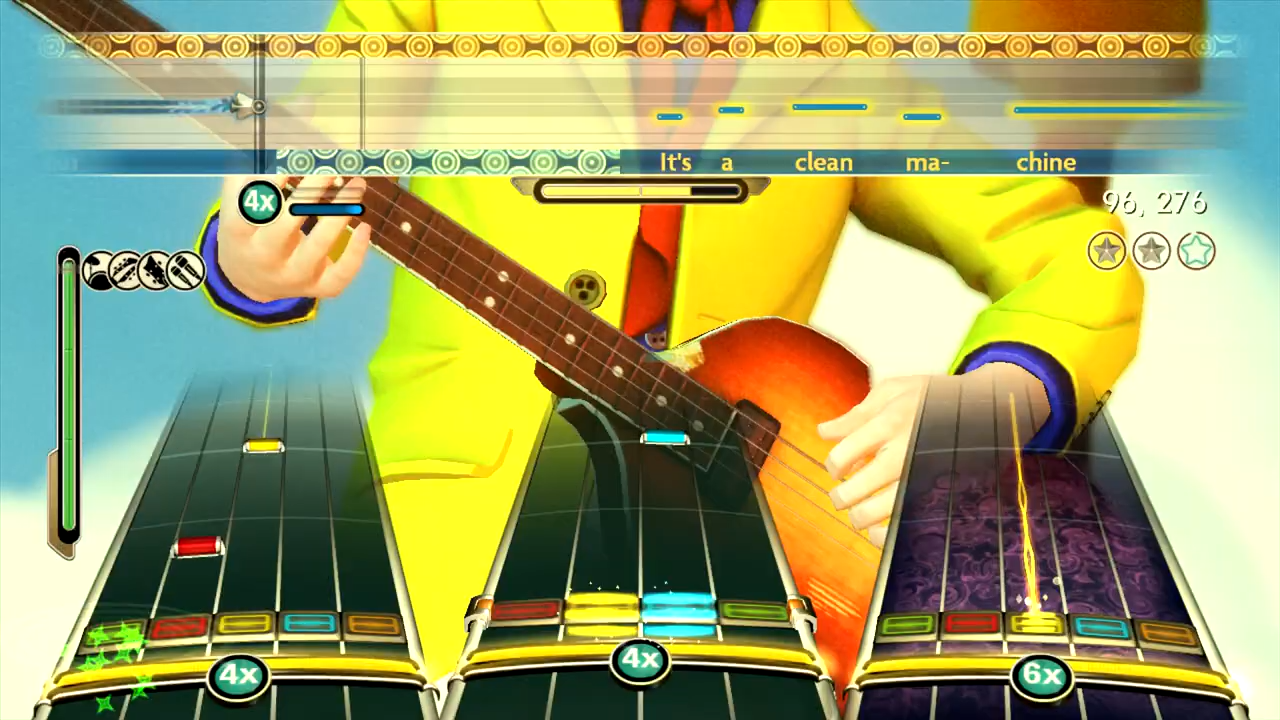 It's a clean ma- chine
4x
96, 276
4x
4x
6x